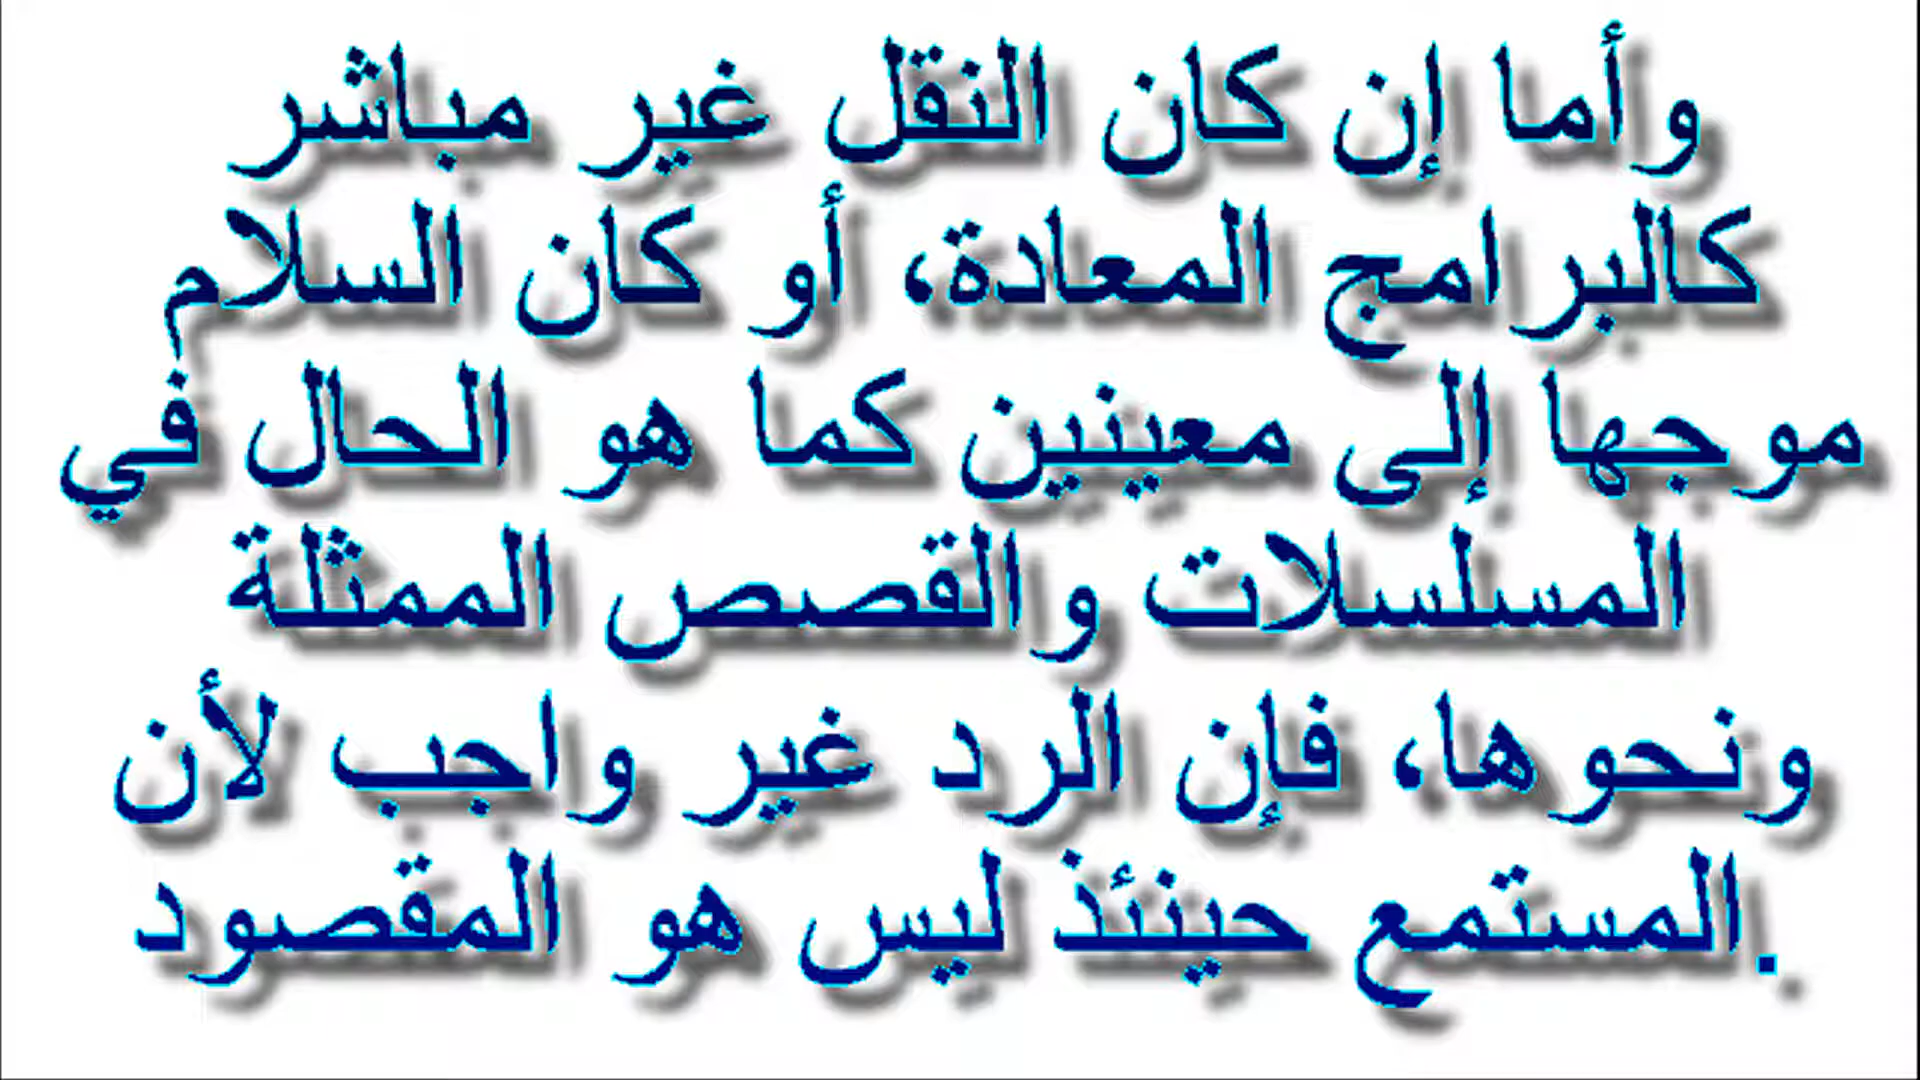 وأما إن كان النقل غير مباشر
كالبرامج المعادة، أو كان السلام
موجها إلى معينين كما هو الحال في
المسلسلات والقصص الممثلة
ونحوها، فإن الرد غير واجب لأن
.المستمع حينئذ ليس هو المقصود